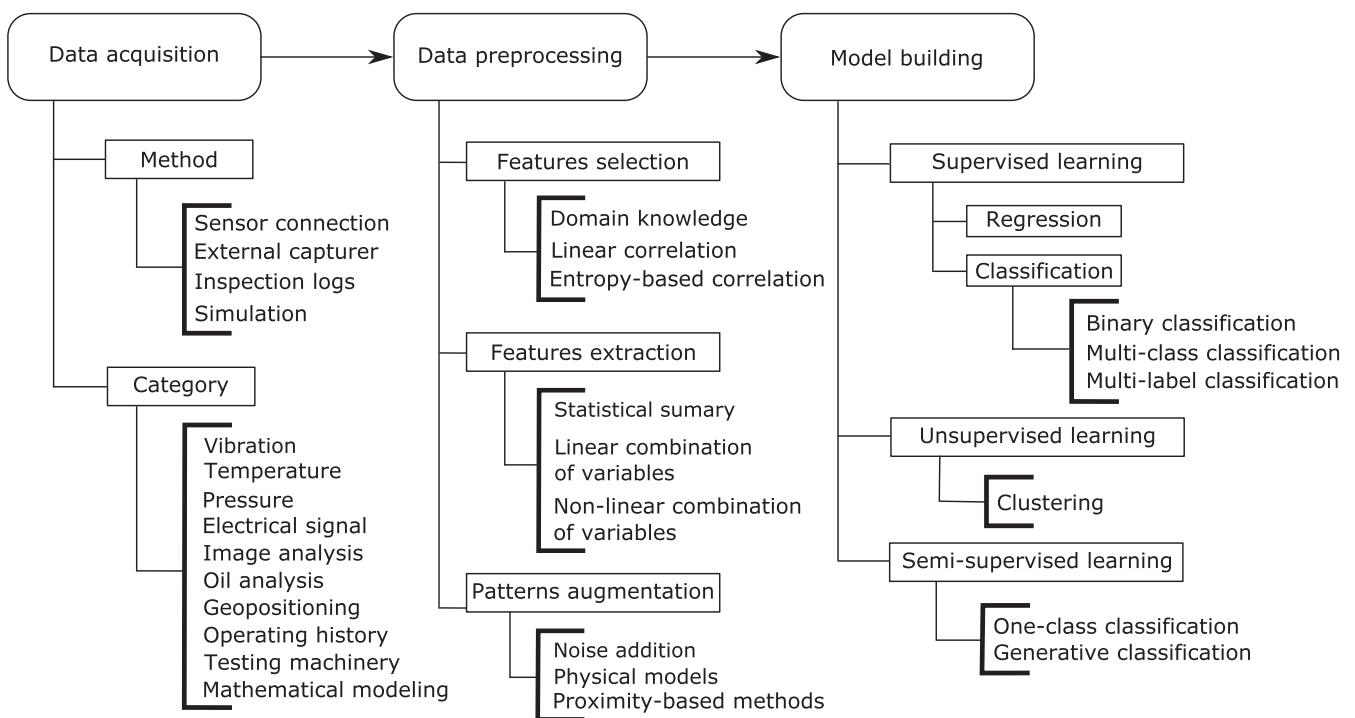 Data acquisition
Method
Sensor connection
External capturer
Inspection logs
Simulation
Category
Vibration
Temperature
Pressure
Electrical signal
Image analysis
Oil analysis
Geopositioning
Operating history
Testing machinery
Mathematical modeling
Data preprocessing
Features selection
Domain knowledge
Linear correlation
Entropy-based correlation
Features extraction
Statistical sumary
Linear combination
of variables
Non-linear combination
of variables
Patterns augmentation
Noise addition
Physical models
Proximity-based methods
Model building
Supervised learning
Regression
Classification
Binary classification
Multi-class classification
Multi-label classification
Unsupervised learning
Clustering
Semi-supervised learning
One-class classification
Generative classification